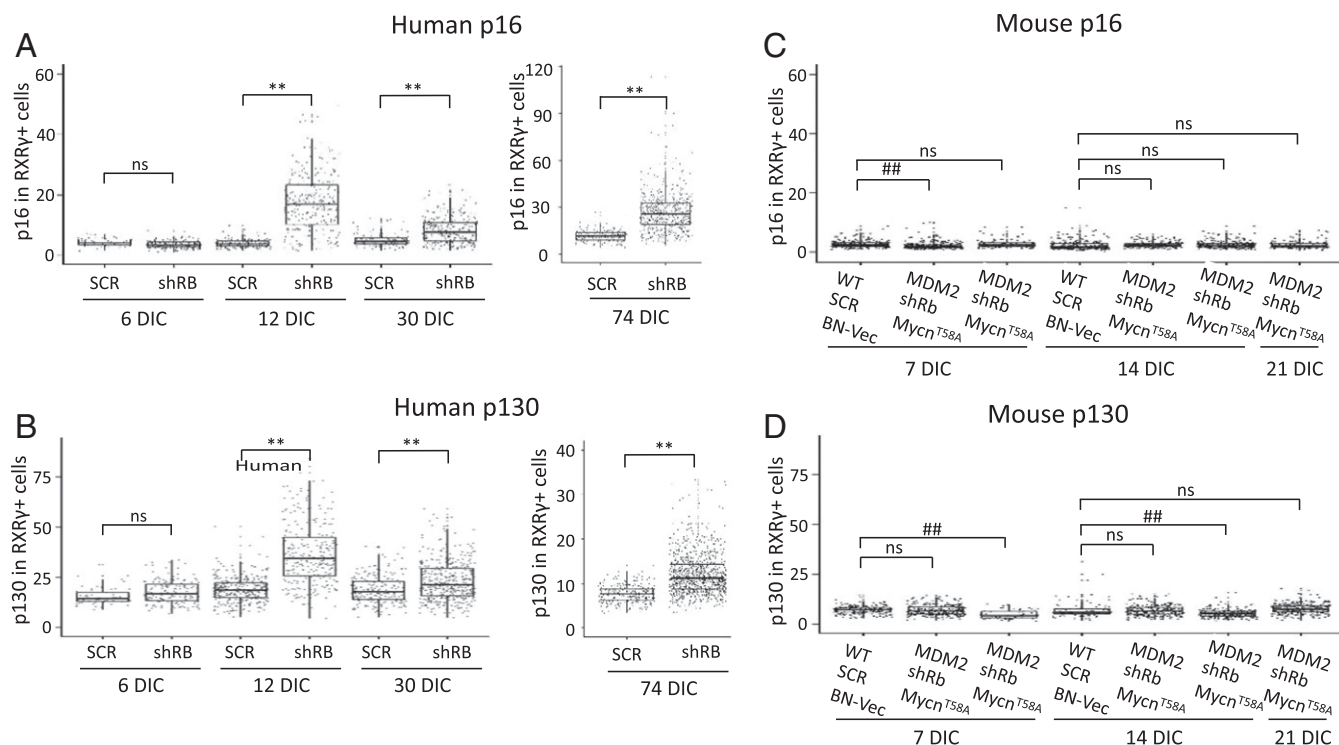 A
Human p16
p16 in RXRγ+ cells
60
40
20
0
ns
**
**
SCR shRB SCR shRB SCR shRB
6 DIC 12 DIC 30 DIC
p16 in RXRγ+ cells
120
90
60
30
0
**
SCR shRB
74 DIC
B
Human p130
p130 in RXRγ+ cells
75
50
25
0
ns
**
Human
**
SCR shRB SCR shRB SCR shRB
6 DIC 12 DIC 30 DIC
p130 in RXRγ+ cells
40
30
20
10
0
**
SCR shRB
74 DIC
C
Mouse p16
p16 in RXRγ+ cells
60
40
20
0
ns
##
ns
ns
ns
WT MDM2 MDM2 WT MDM2 MDM2 MDM2
SCR shRb shRb SCR shRb shRb shRb
BN-Vec MycnT58A MycnT58A BN-Vec MycnT58A MycnT58A MycnT58A
7 DIC 14 DIC 21 DIC
D
Mouse p130
p130 in RXRγ+ cells
75
50
25
0
##
ns
ns
##
ns
WT MDM2 MDM2 WT MDM2 MDM2 MDM2
SCR shRb shRb SCR shRb shRb shRb
BN-Vec MycnT58A MycnT58A BN-Vec MycnT58A MycnT58A MycnT58A
7 DIC 14 DIC 21 DIC